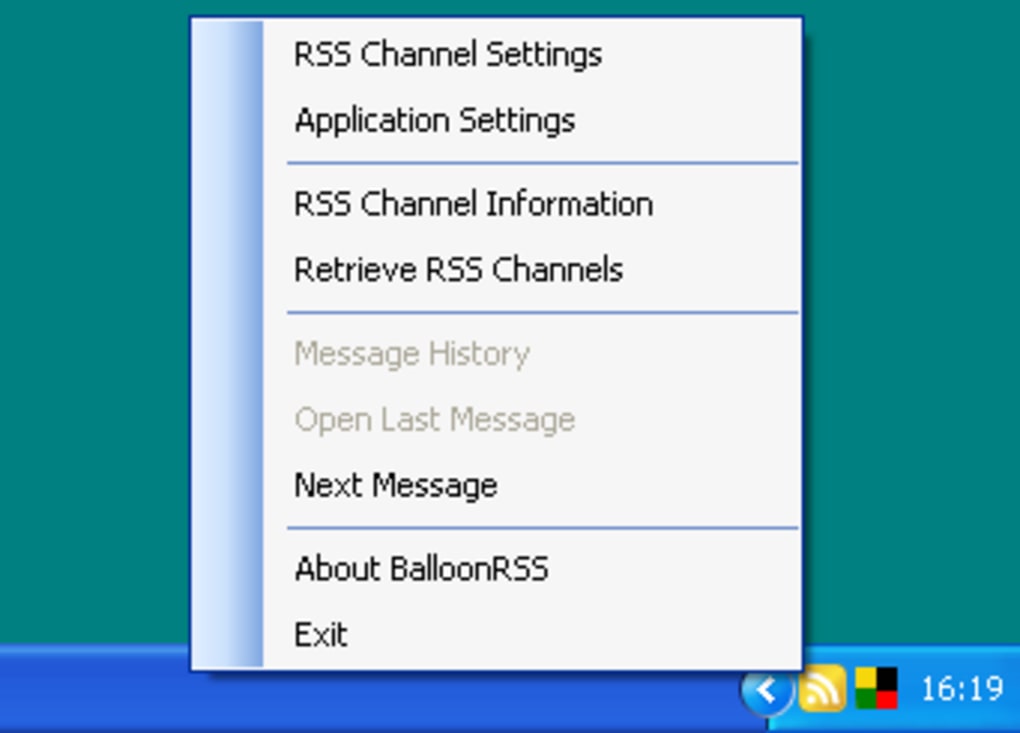 RSS Channel Settings
Application Settings
RSS Channel Information
Retrieve RSS Channels
Message History
Open Last Message
Next Message
About BalloonRSS
Exit
16:19